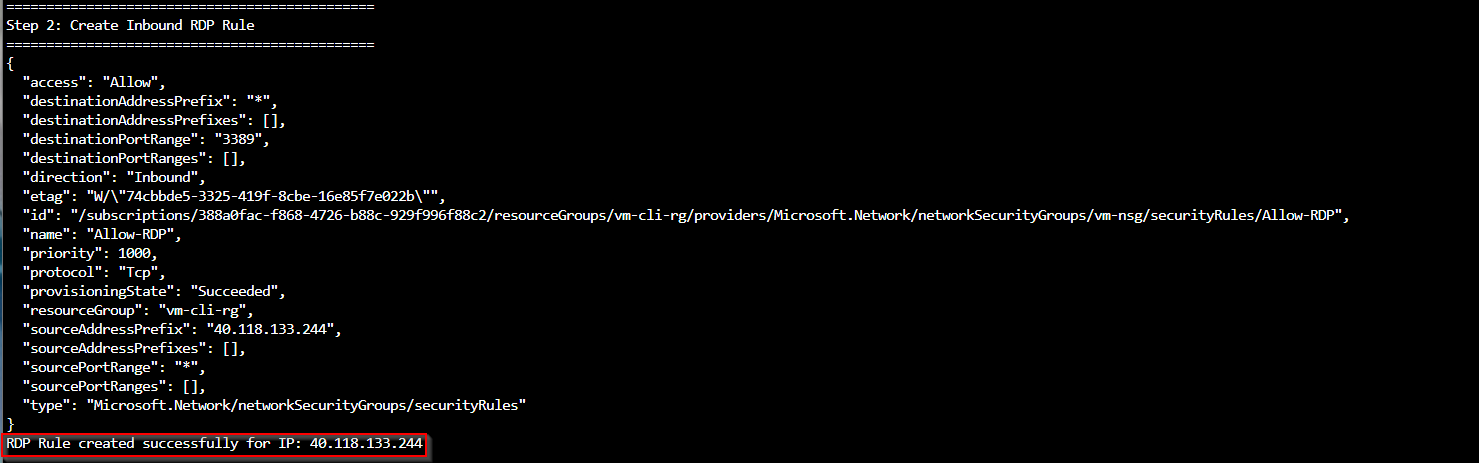 ==============================================
Step 2: Create Inbound RDP Rule
==============================================
{
  "access": "Allow",
  "destinationAddressPrefix": "*",
  "destinationAddressPrefixes": [],
  "destinationPortRange": "3389",
  "destinationPortRanges": [],
  "direction": "Inbound",
  "etag": "W/\"74cbbde5-3325-419f-8cbe-16e85f7e022b\"",
  "id": "/subscriptions/388a0fac-f868-4726-b88c-929f996f88c2/resourceGroups/vm-cli-rg/providers/Microsoft.Network/networkSecurityGroups/vm-nsg/securityRules/Allow-RDP",
  "name": "Allow-RDP",
  "priority": 1000,
  "protocol": "Tcp",
  "provisioningState": "Succeeded",
  "resourceGroup": "vm-cli-rg",
  "sourceAddressPrefix": "40.118.133.244",
  "sourceAddressPrefixes": [],
  "sourcePortRange": "*",
  "sourcePortRanges": [],
  "type": "Microsoft.Network/networkSecurityGroups/securityRules"
}
RDP Rule created successfully for IP: 40.118.133.244